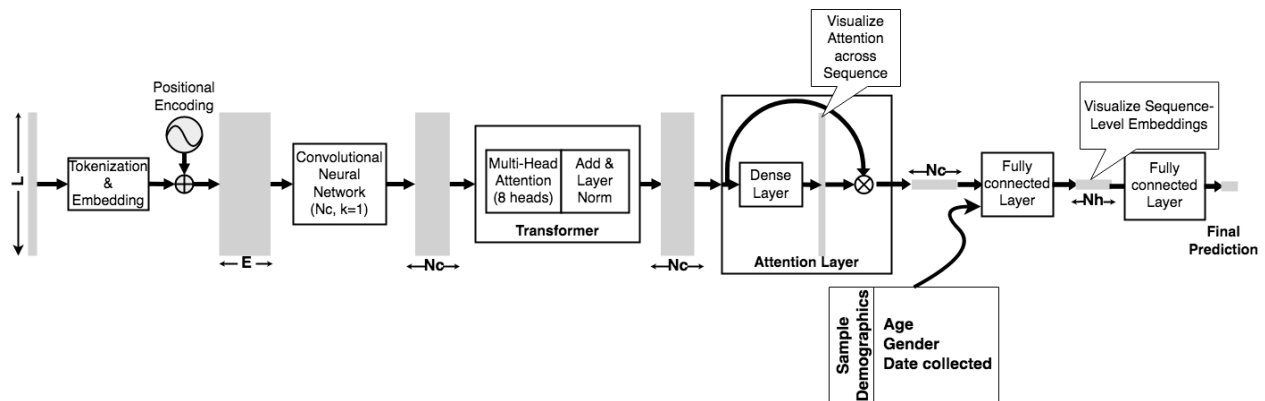 Visualize
Attention
across
Sequence
Positional
Encoding
Visualize Sequence-
Level Embeddings
L
Tokenization
&
Embedding
Convolutional
Neural
Network
(Nc, k=1)
Multi-Head
Attention
(8 heads)
Add &
Layer
Norm
Transformer
Dense
Layer
Attention Layer
Nc
Fully
connected
Layer
Nh
Fully
connected
Layer
Final
Prediction
E
Nc
Nc
Sample
Demographics
Age
Gender
Date collected